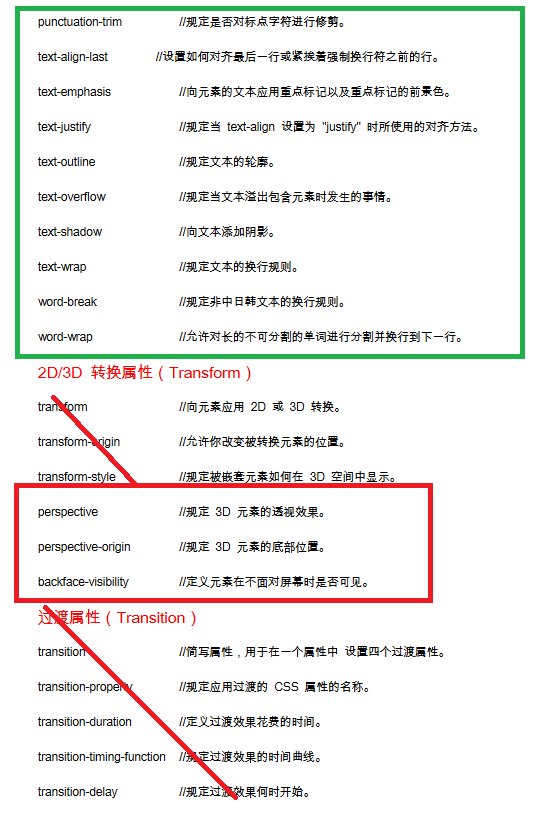 punctuation-trim //规定是否对标点字符进行修剪。
text-align-last //设置如何对齐最后一行或紧挨着强制换行符之前的行。
text-emphasis //向元素的文本应用重点标记以及重点标记的前景色。
text-justify //规定当 text-align 设置为 "justify" 时所使用的对齐方法。
text-outline //规定文本的轮廓。
text-overflow //规定当文本溢出包含元素时发生的事情。
text-shadow //向文本添加阴影。
text-wrap //规定文本的换行规则。
word-break //规定非中日韩文本的换行规则。
word-wrap //允许对长的不可分割的单词进行分割并换行到下一行。
2D/3D 转换属性（Transform）
transform //向元素应用 2D 或 3D 转换。
transform-origin //允许你改变被转换元素的位置。
transform-style //规定被嵌套元素如何在 3D 空间中显示。
perspective //规定 3D 元素的透视效果。
perspective-origin //规定 3D 元素的底部位置。
backface-visibility //定义元素在不面对屏幕时是否可见。
过渡属性（Transition）
transition //简写属性，用于在一个属性中 设置四个过渡属性。
transition-property //规定应用过渡的 CSS 属性的名称。
transition-duration //定义过渡效果花费的时间。
transition-timing-function //规定过渡效果的时间曲线。
transition-delay //规定过渡效果何时开始。